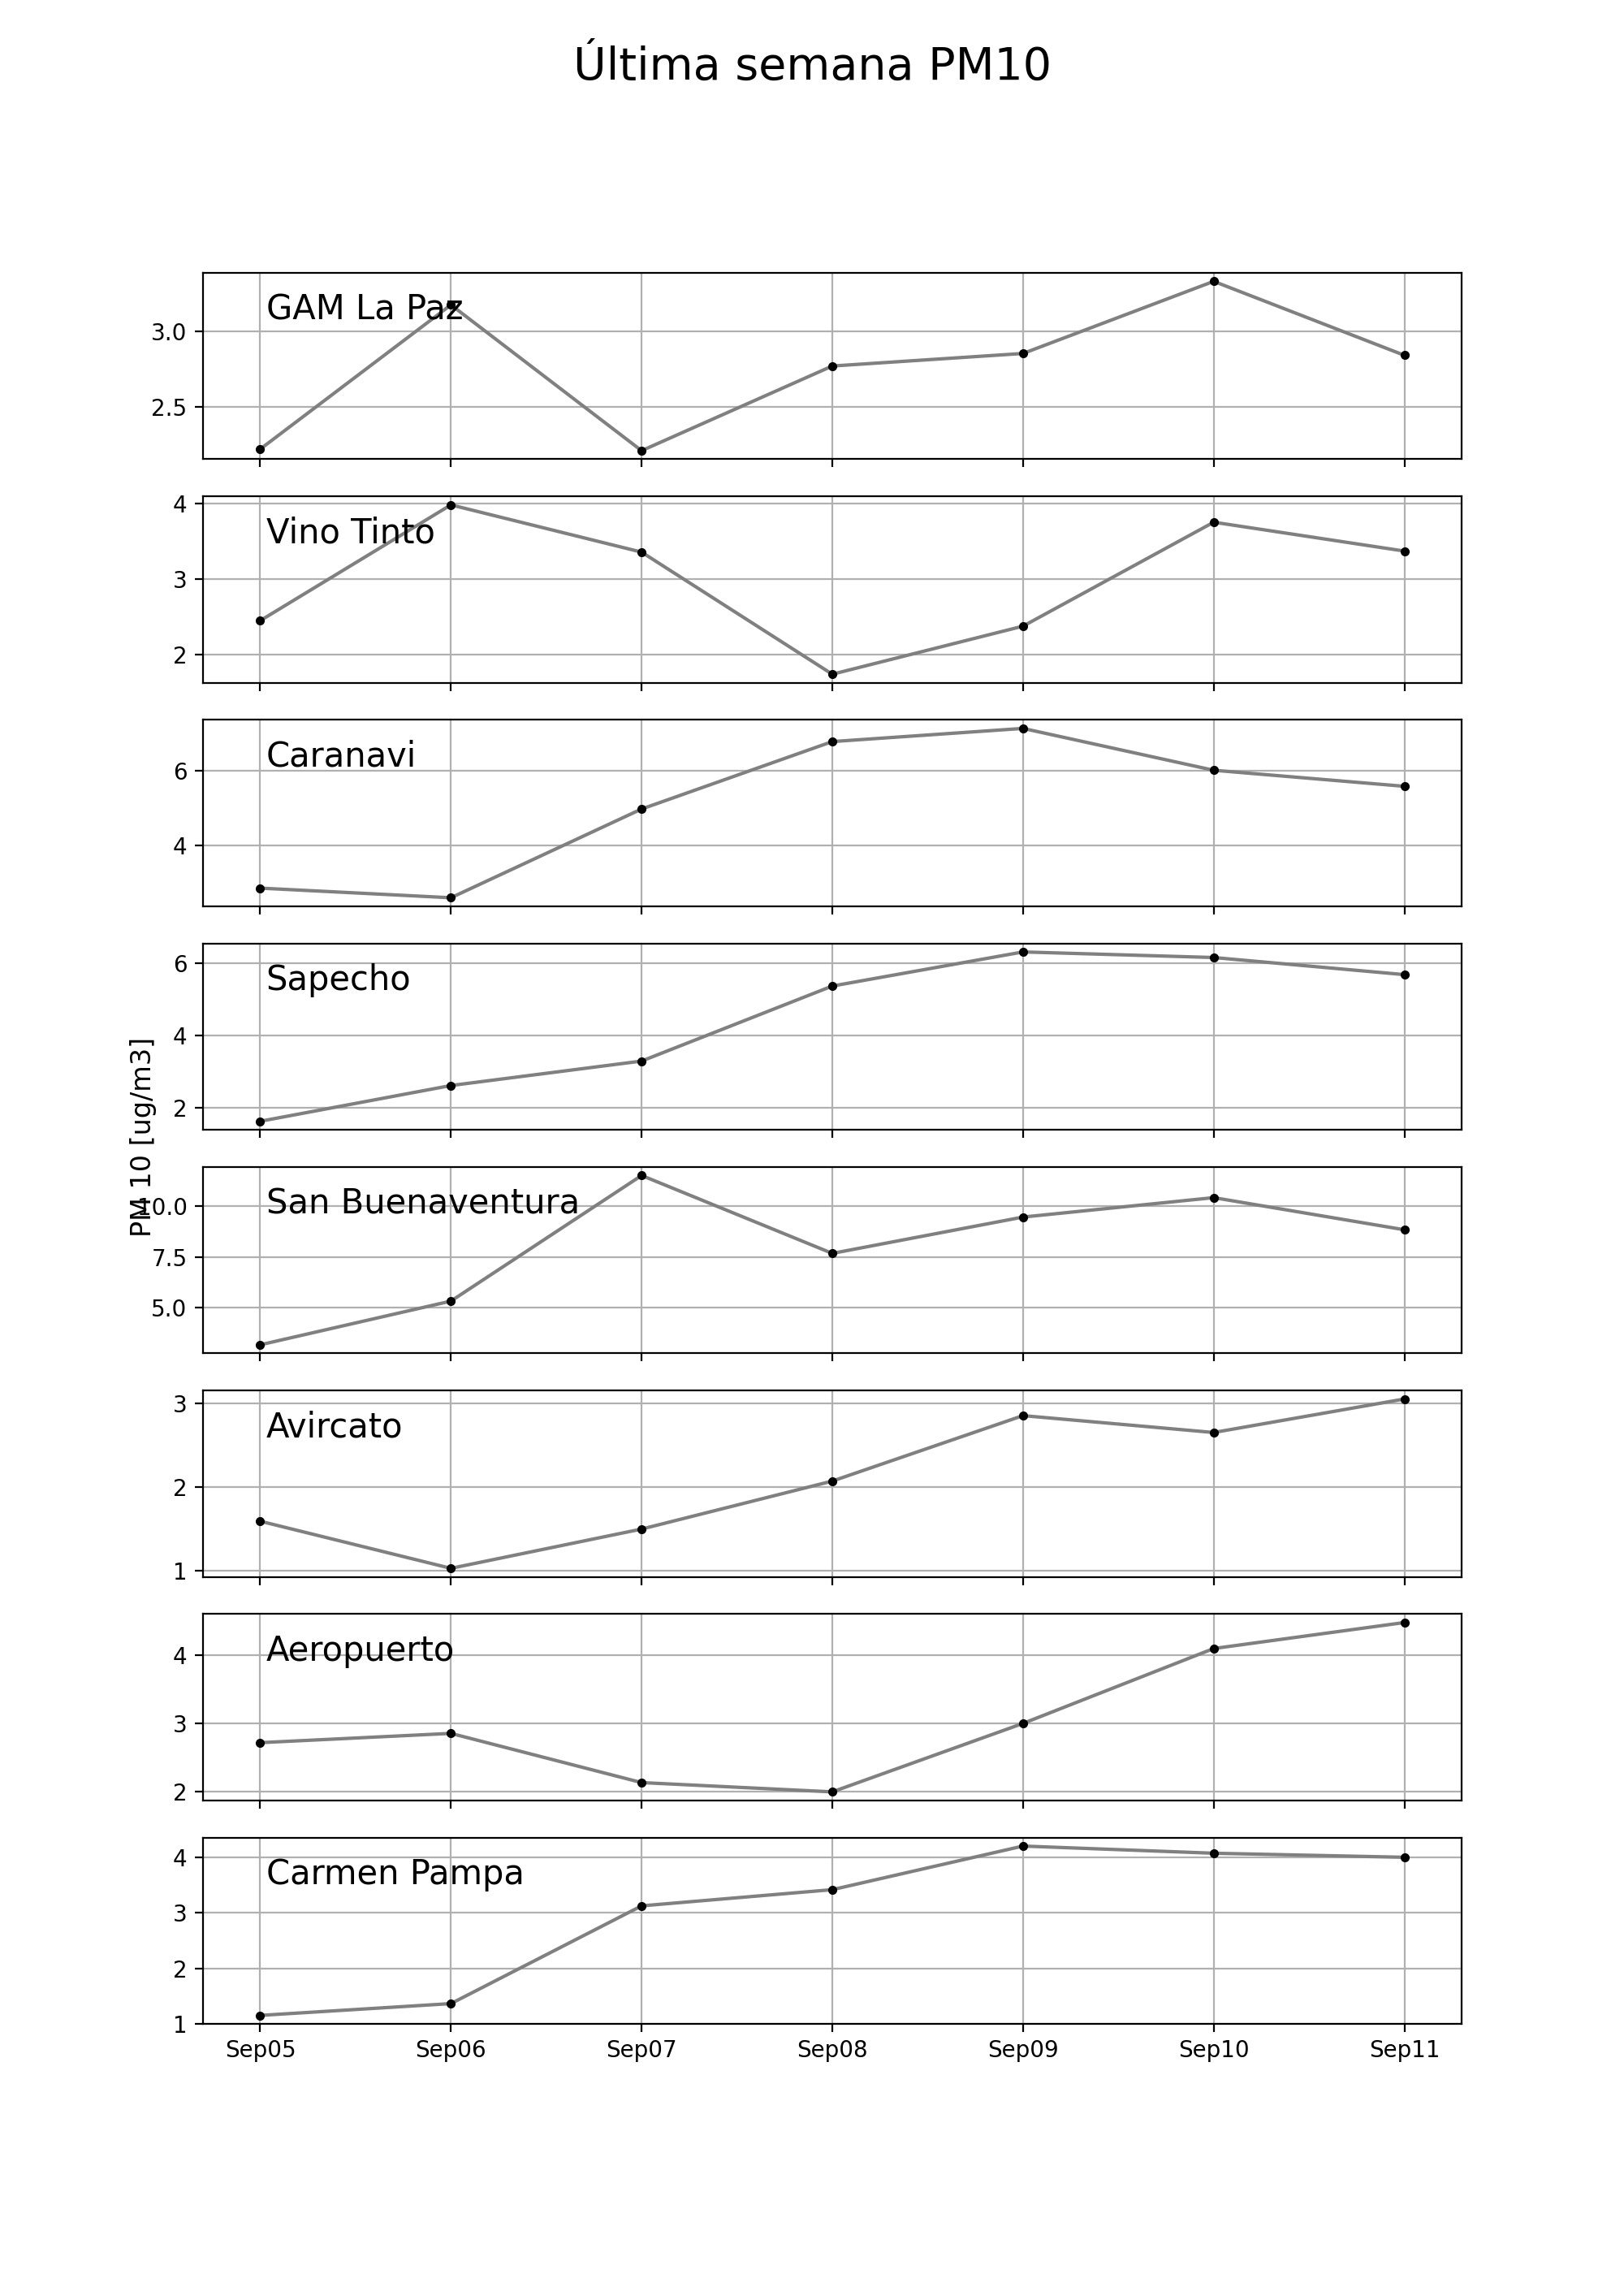 Última semana PM10
GAM La Paz
3.0
2.5
Vino Tinto
4
3
2
Caranavi
6
4
Sapecho
6
4
2
PM 10 [ug/m3]
San Buenaventura
10.0
7.5
5.0
Avircato
3
2
1
Aeropuerto
4
3
2
Carmen Pampa
4
3
2
1
Sep05 Sep06 Sep07 Sep08 Sep09 Sep10 Sep11